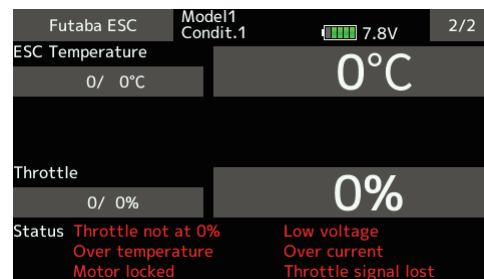 Futaba ESC
Model1
Condit.1
7.8V
2/2
ESC Temperature
0/ 0°C
0°C
Throttle
0/ 0%
0%
Status Throttle not at 0% Low voltage
Over temperature Over current
Motor locked Throttle signal lost